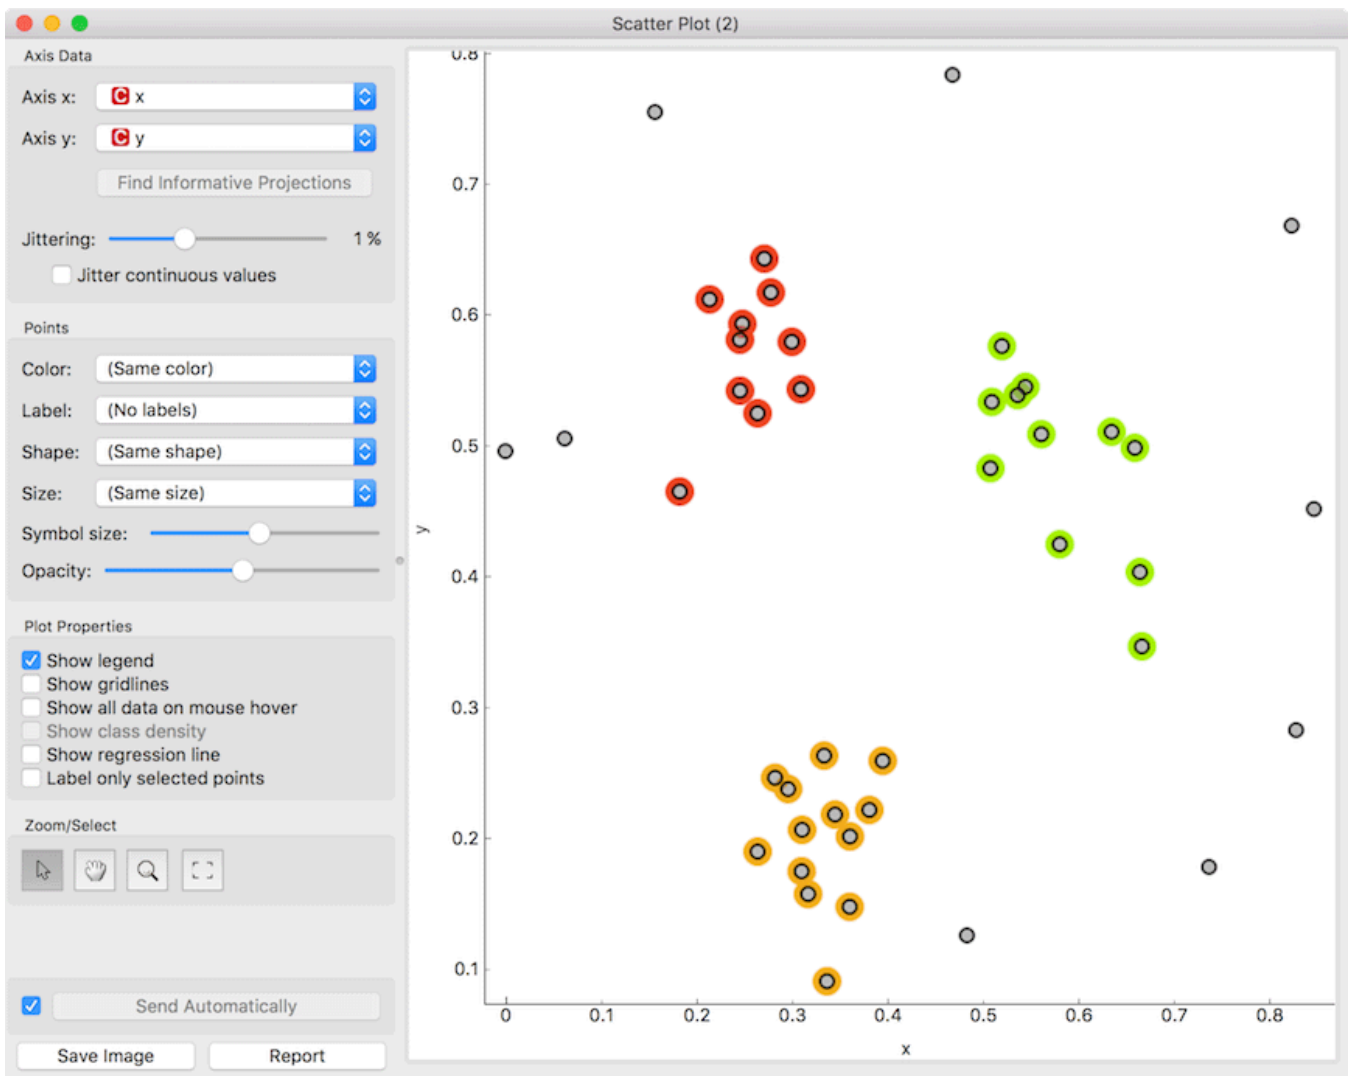 Scatter Plot (2)
Axis Data
Axis x: C x
Axis y: C y
Find Informative Projections
Jittering: 1 %
Jitter continuous values
Points
Color: (Same color)
Label: (No labels)
Shape: (Same shape)
Size: (Same size)
Symbol size:
Opacity:
Plot Properties
Show legend
Show gridlines
Show all data on mouse hover
Show class density
Show regression line
Label only selected points
Zoom/Select
Send Automatically
Save Image Report
0.8
0.7
0.6
0.5
0.4
0.3
0.2
0.1
y
0 0.1 0.2 0.3 0.4 0.5 0.6 0.7 0.8
x